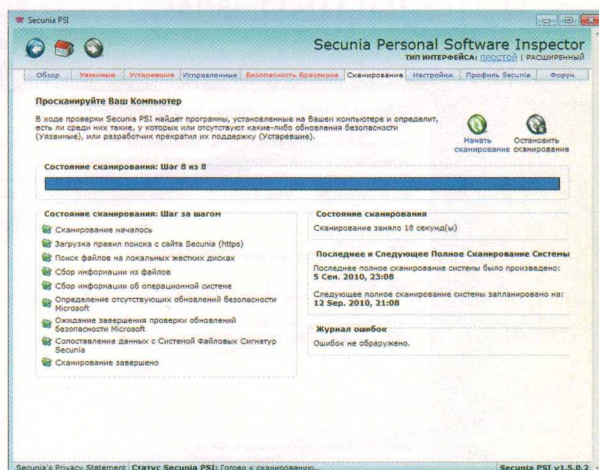 Secunia PSI
Secunia Personal Software Inspector
ТИП ИНТЕРФЕЙСА: ПРОСТОЙ | РАСШИРЕННЫЙ
Обзор Уязвимые Устаревшие Исправленные Безопасность браузеров Сканирование Настройки Профиль Secunia Форум
Просканируйте Ваш Компьютер
В ходе проверки Secunia PSI найдет программы, установленные на Вашем компьютере и определит,
есть ли среди них такие, у которых или отсутствуют какие-либо обновления безопасности
(Уязвимые), или разработчик прекратил их поддержку (Устаревшие).
Начать сканирование
Остановить сканирование
Состояние сканирования: Шаг 8 из 8
Состояние сканирования: Шаг за шагом
Сканирование началось
Загрузка правил поиска с сайта Secunia (https)
Поиск файлов на локальных жестких дисках
Сбор информации из файлов
Сбор информации об операционной системе
Определение отсутствующих обновлений безопасности
Microsoft
Ожидание завершения проверки обновлений
безопасности Microsoft
Сопоставление данных с Системой Файловых Сигнатур
Secunia
Сканирование завершено
Состояние сканирования
Сканирование заняло 18 секунд(ы)
Последнее и Следующее Полное Сканирование Системы
Последнее полное сканирование системы было произведено:
5 Сен. 2010, 23:08
Следующее полное сканирование системы запланировано на:
12 Sep. 2010, 21:08
Журнал ошибок
Ошибок не обнаружено.
Secunia's Privacy Statement Статус Secunia PSI: Готово к сканированию... Secunia PSI v1.5.0.2